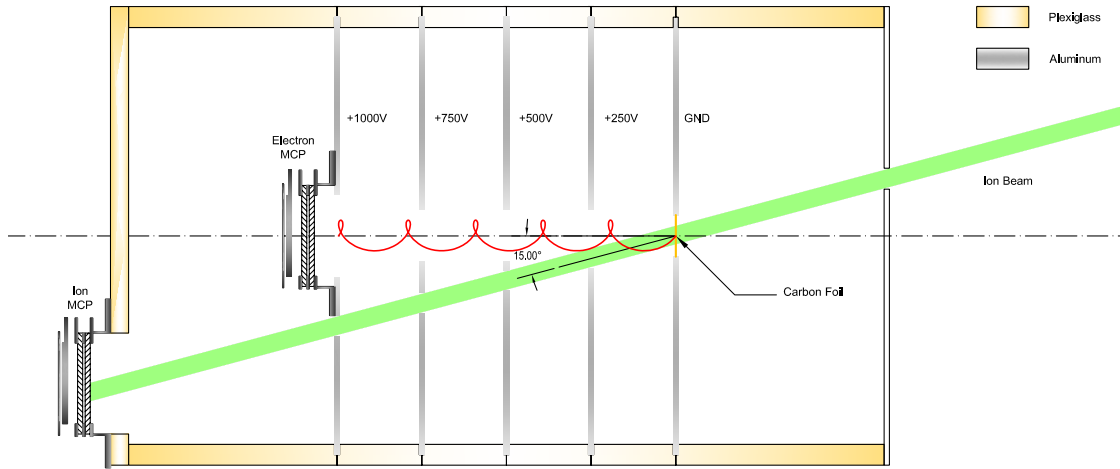 Plexiglass
Aluminum
+1000V
+750V
+500V
+250V
GND
Electron
MCP
Ion Beam
15.00°
Ion
MCP
Carbon Foil